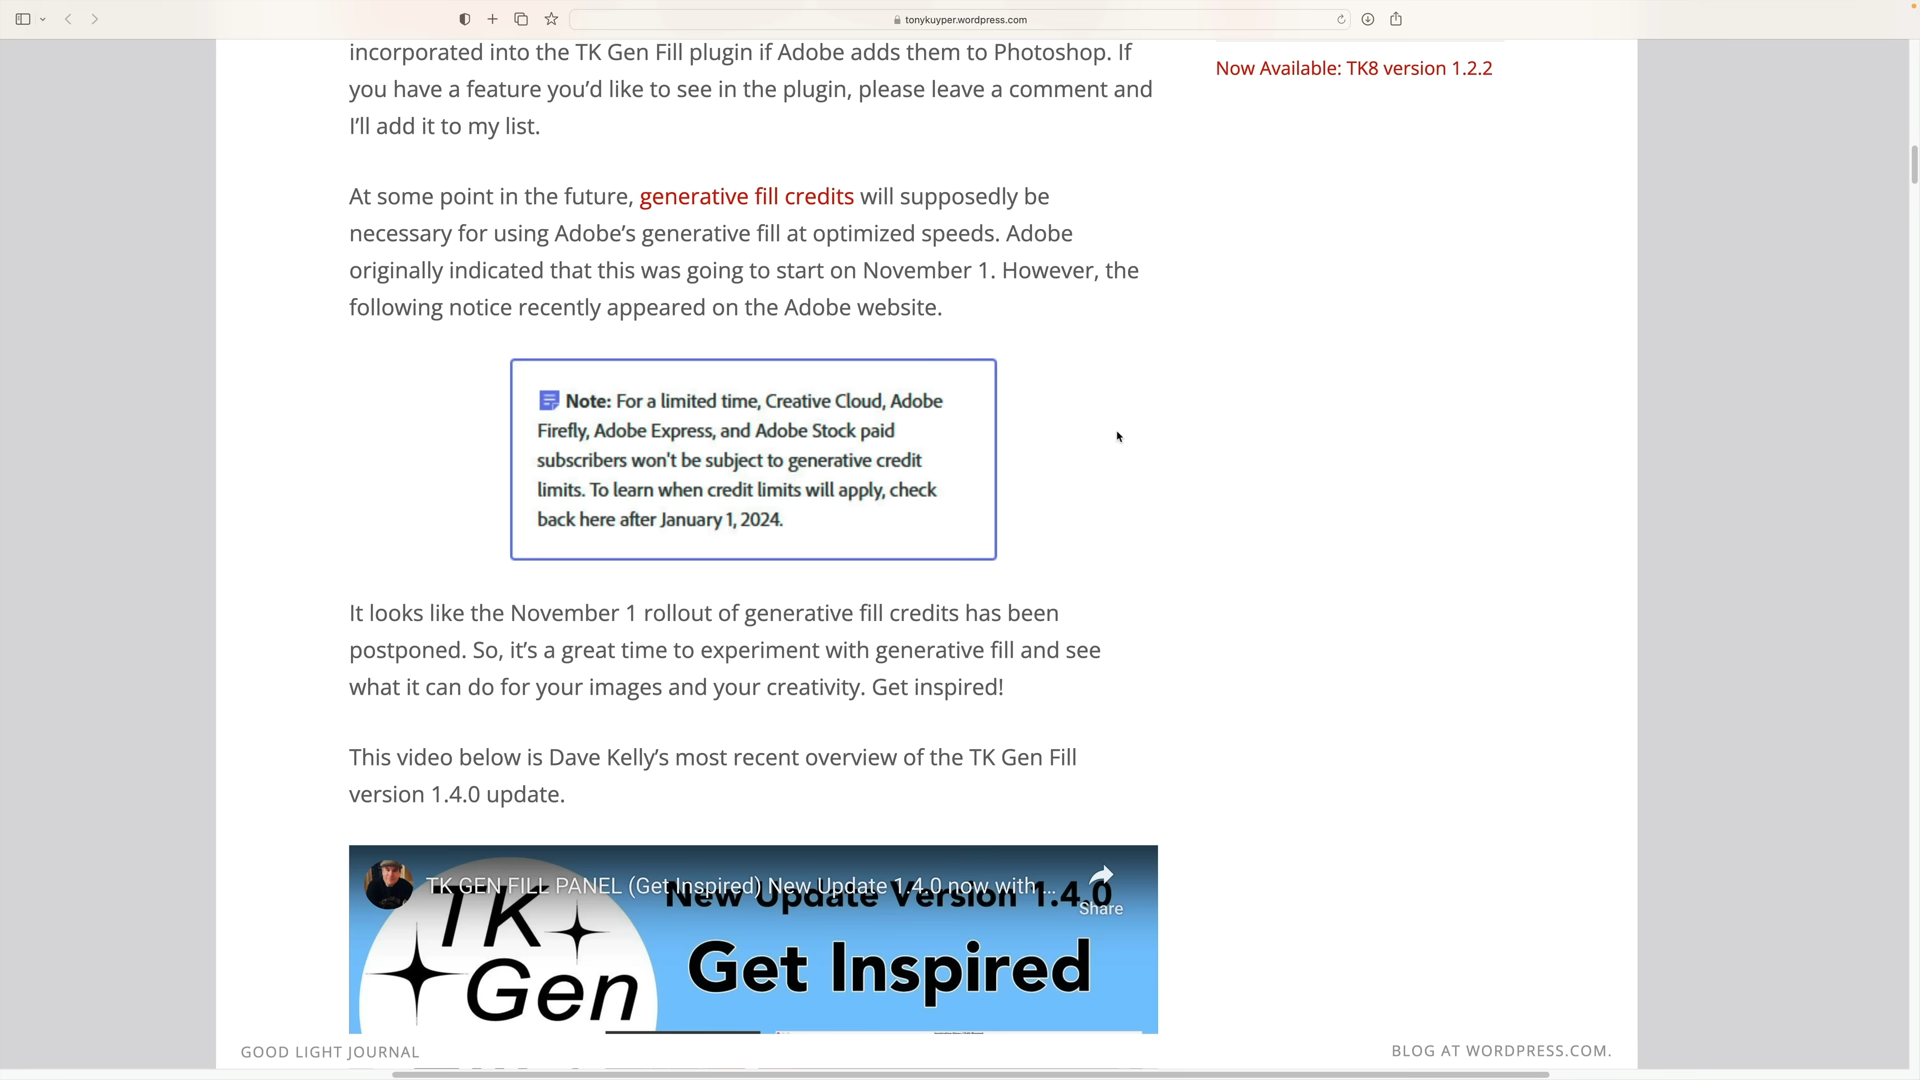 tonykuyper.wordpress.com
incorporated into the TK Gen Fill plugin if Adobe adds them to Photoshop. If
you have a feature you’d like to see in the plugin, please leave a comment and
I’ll add it to my list.
Now Available: TK8 version 1.2.2
At some point in the future, generative fill credits will supposedly be
necessary for using Adobe’s generative fill at optimized speeds. Adobe
originally indicated that this was going to start on November 1. However, the
following notice recently appeared on the Adobe website.
Note: For a limited time, Creative Cloud, Adobe
Firefly, Adobe Express, and Adobe Stock paid
subscribers won't be subject to generative credit
limits. To learn when credit limits will apply, check
back here after January 1, 2024.
It looks like the November 1 rollout of generative fill credits has been
postponed. So, it’s a great time to experiment with generative fill and see
what it can do for your images and your creativity. Get inspired!
This video below is Dave Kelly’s most recent overview of the TK Gen Fill
version 1.4.0 update.
TK GEN FILL PANEL (Get Inspired) New Update 1.4.0 now with ...
New Update Version 1.4.0
Share
TK
Gen
Get Inspired
GOOD LIGHT JOURNAL
BLOG AT WORDPRESS.COM.